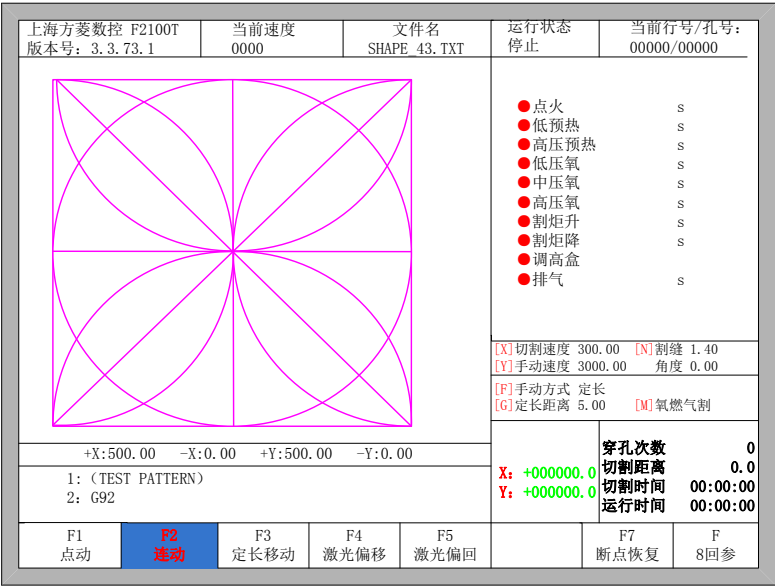 上海方菱数控 F2100T
版本号: 3.3.73.1
当前速度
0000
文件名
SHAPE_43.TXT
运行状态
停止
当前行号/孔号:
00000/00000
点火 s
低预热 s
高压预热 s
低压氧 s
中压氧 s
高压氧 s
割炬升 s
割炬降 s
调高盒
排气 s
[X]切割速度 300.00 [N]割缝 1.40
[Y]手动速度 3000.00 角度 0.00
[F]手动方式 定长
[G]定长距离 5.00 [M]氧燃气割
+X:500.00 -X:0.00 +Y:500.00 -Y:0.00
1: (TEST PATTERN)
2: G92
X: +000000.0
Y: +000000.0
穿孔次数 0
切割距离 0.0
切割时间 00:00:00
运行时间 00:00:00
F1
点动
F2
连动
F3
定长移动
F4
激光偏移
F5
激光偏回
F7
断点恢复
F
8回参